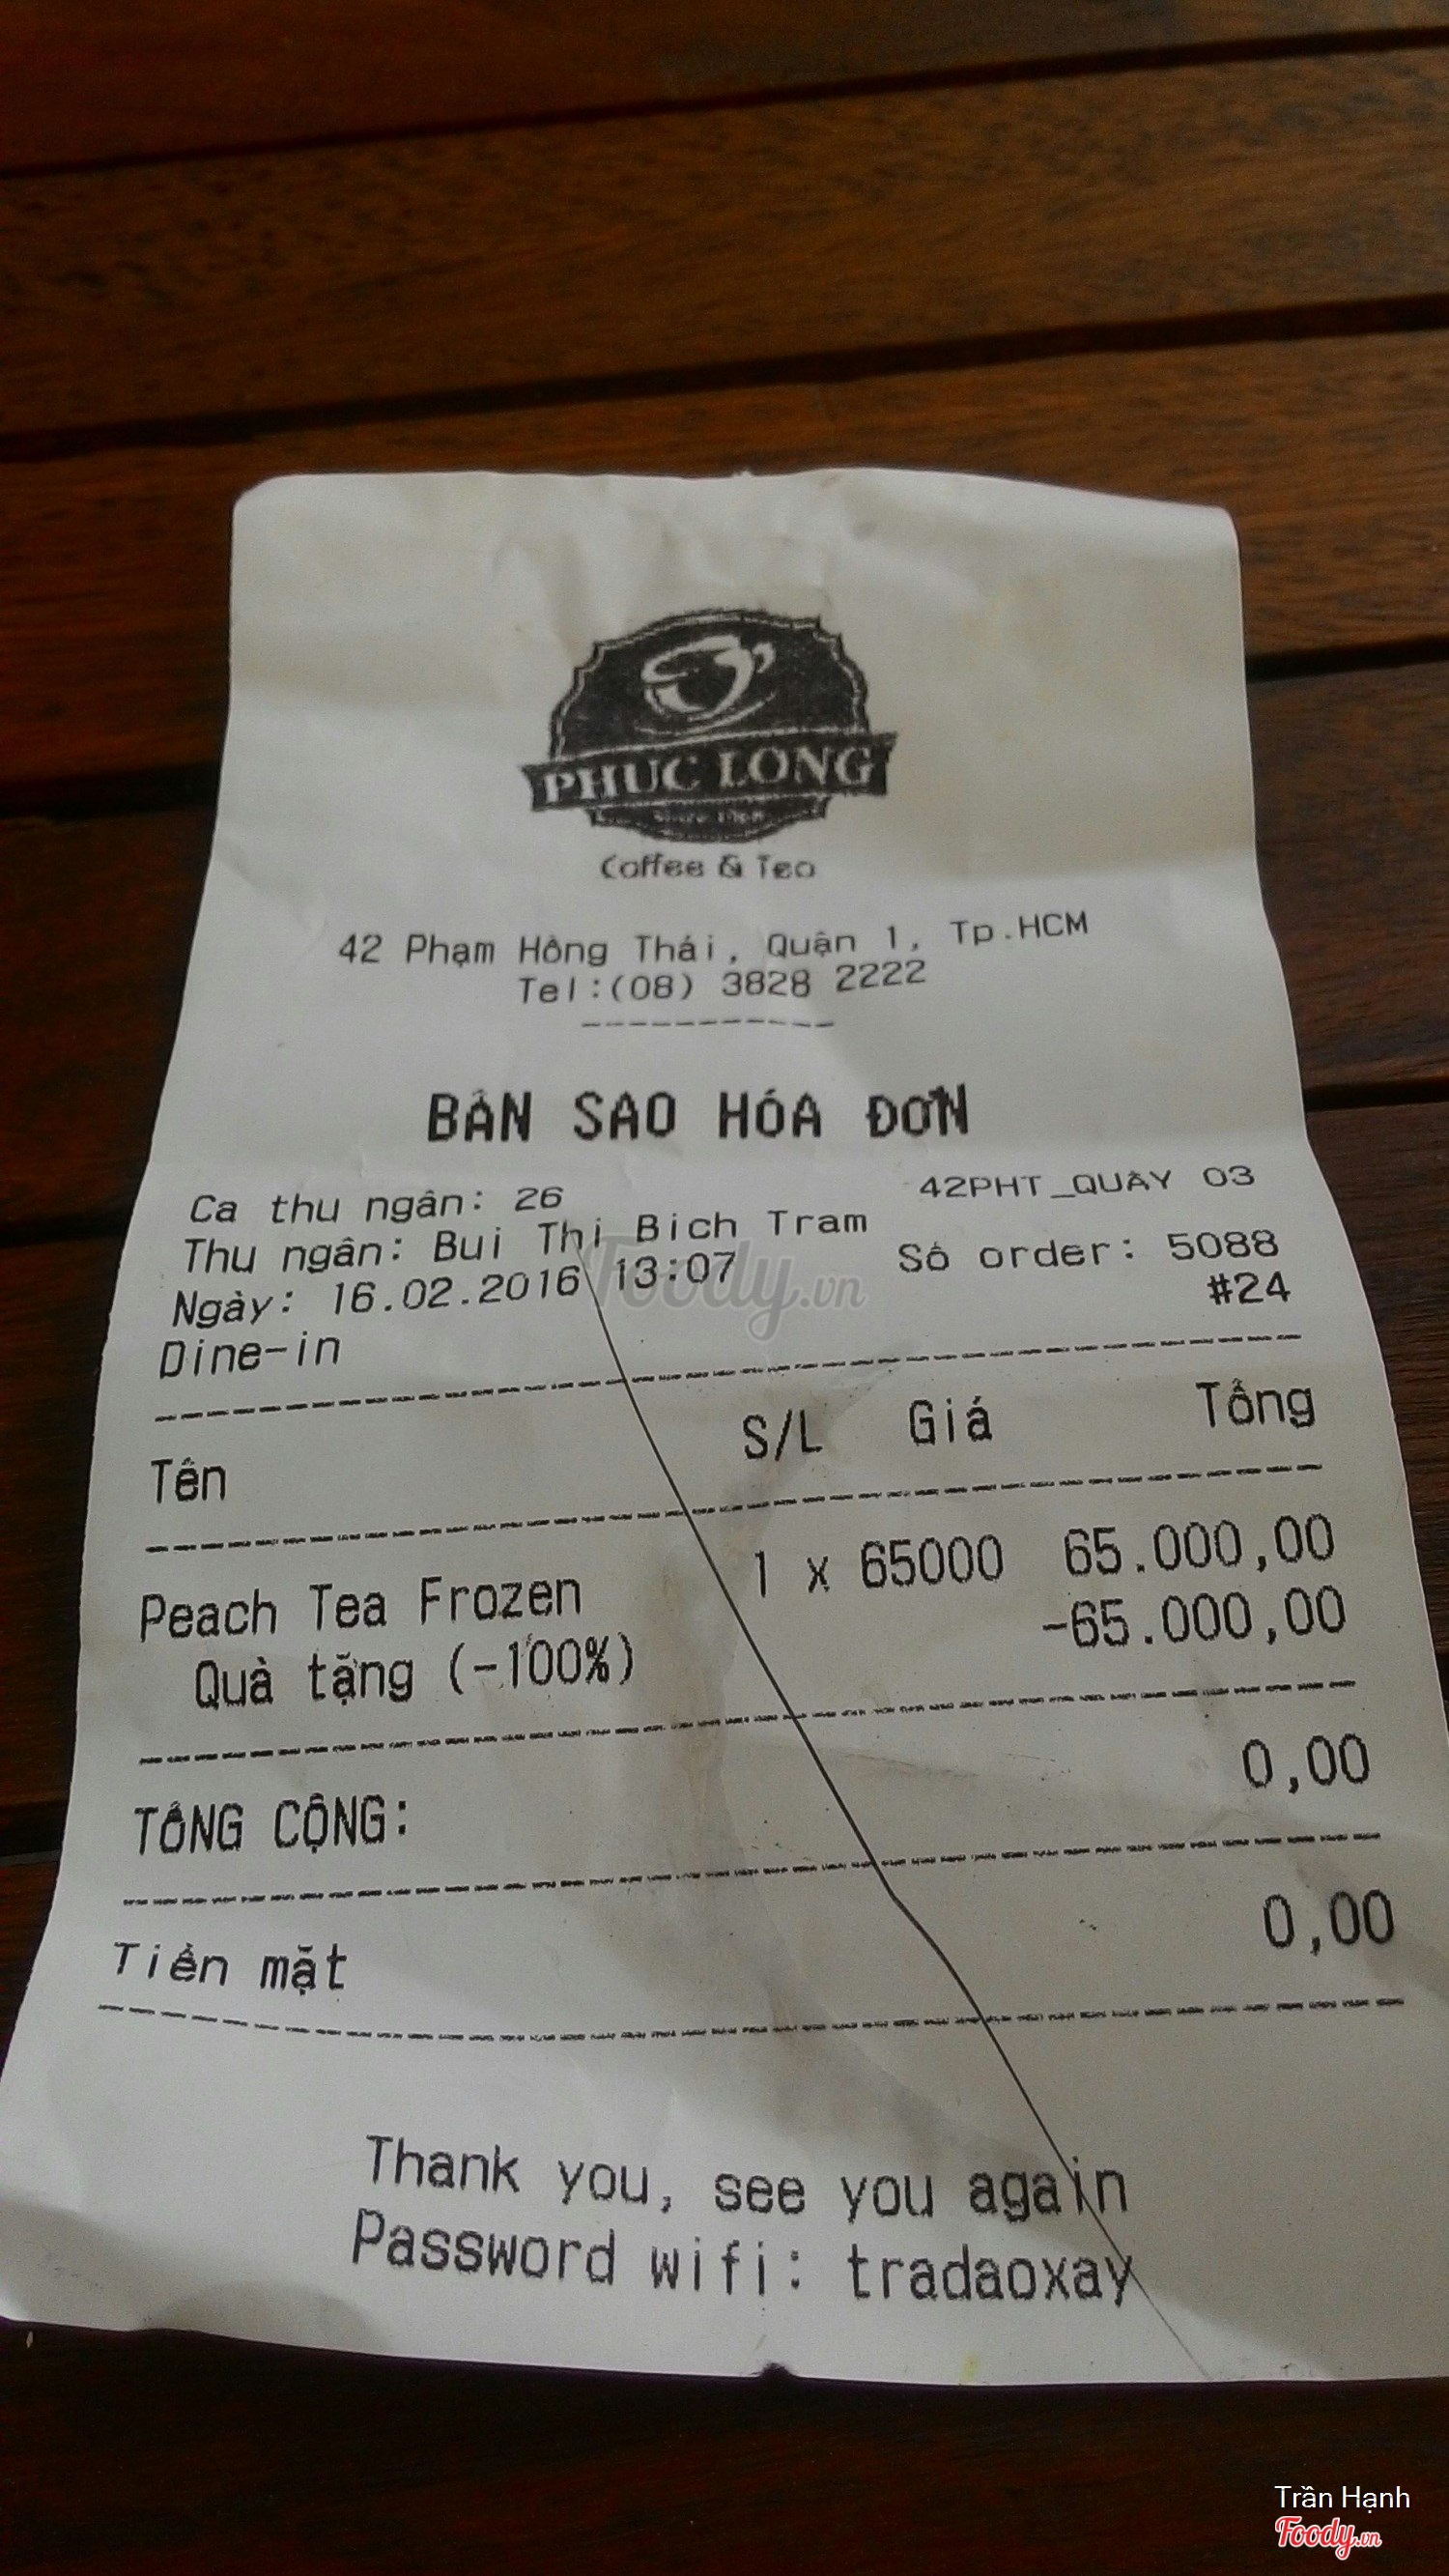 PHUC LONG
Coffee & Tea
42 Phạm Hồng Thái, Quận 1, Tp.HCM
Tel:(08) 3828 2222
BẢN SAO HÓA ĐƠN
Ca thu ngân: 26 42PHT_QUẦY 03
Thu ngân: Bui Thi Bich Tram
Ngày: 16.02.2016 13:07 Số order: 5088
Dine-in #24
Tên S/L Giá Tổng
Peach Tea Frozen 1 x 65000 65.000,00
Quà tặng (-100%) -65.000,00
TỔNG CỘNG: 0,00
Tiền mặt 0,00
Thank you, see you again
Password wifi: tradaoxay
Foody.vn
Trần Hạnh
Foody.vn